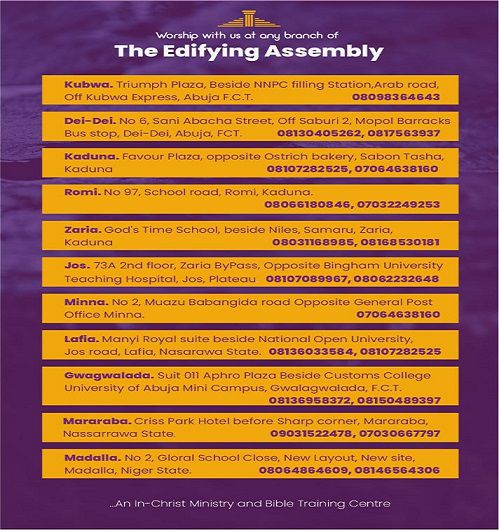 Worship with us at any branch of
The Edifying Assembly
Kubwa. Triumph Plaza, Beside NNPC filling Station,Arab road,
Off Kubwa Express, Abuja F.C.T. 08098364643
Dei-Dei. No 6, Sani Abacha Street, Off Saburi 2, Mopol Barracks
Bus stop, Dei-Dei, Abuja, FCT. 08130405262, 0817563937
Kaduna. Favour Plaza, opposite Ostrich bakery, Sabon Tasha,
Kaduna 08107282525, 07064638160
Romi. No 97, School road, Romi, Kaduna.
08066180846, 07032249253
Zaria. God's Time School, beside Niles, Samaru, Zaria,
Kaduna 08031168985, 08168530181
Jos. 73A 2nd floor, Zaria ByPass, Opposite Bingham University
Teaching Hospital, Jos, Plateau 08107089967, 08062232648
Minna. No 2, Muazu Babangida road Opposite General Post
Office Minna. 07064638160
Lafia. Manyi Royal suite beside National Open University,
Jos road, Lafia, Nasarawa State. 08136033584, 08107282525
Gwagwalada. Suit 011 Aphro Plaza Beside Customs College
University of Abuja Mini Campus, Gwalagwalada, F.C.T.
08136958372, 08150489397
Mararaba. Criss Park Hotel before Sharp corner, Mararaba,
Nassarrawa State. 09031522478, 07030667797
Madalla. No 2, Gloral School Close, New Layout, New site,
Madalla, Niger State. 08064864609, 08146564306
...An In-Christ Ministry and Bible Training Centre